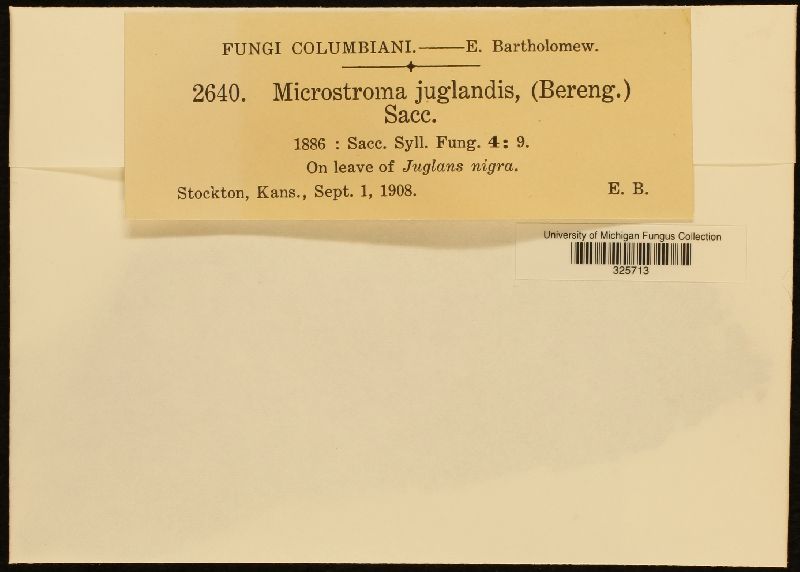 FUNGI COLUMBIANI.——E. Bartholomew.
2640. Microstroma juglandis, (Bereng.)
Sacc.
1886 : Sacc. Syll. Fung. 4: 9.
On leave of Juglans nigra.
Stockton, Kans., Sept. 1, 1908. E. B.
University of Michigan Fungus Collection
325713